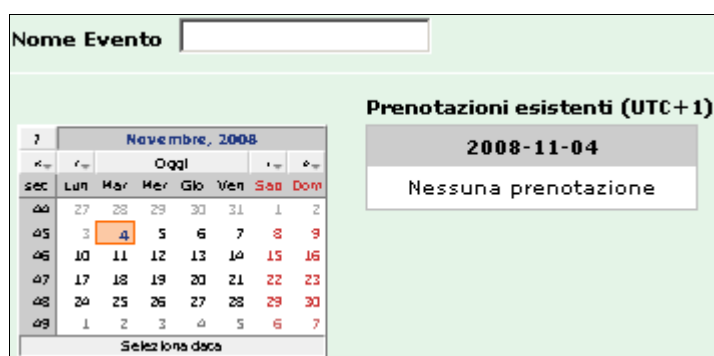 Nome Evento
Prenotazioni esistenti (UTC+1)
2008-11-04
Nessuna prenotazione
? Novembre, 2008
« ‹ Oggi › »
set Lun Mar Mer Gio Ven Sab Dom
44 27 28 29 30 31 1 2
45 3 4 5 6 7 8 9
46 10 11 12 13 14 15 16
47 17 18 19 20 21 22 23
48 24 25 26 27 28 29 30
49 1 2 3 4 5 6 7
Seleziona data